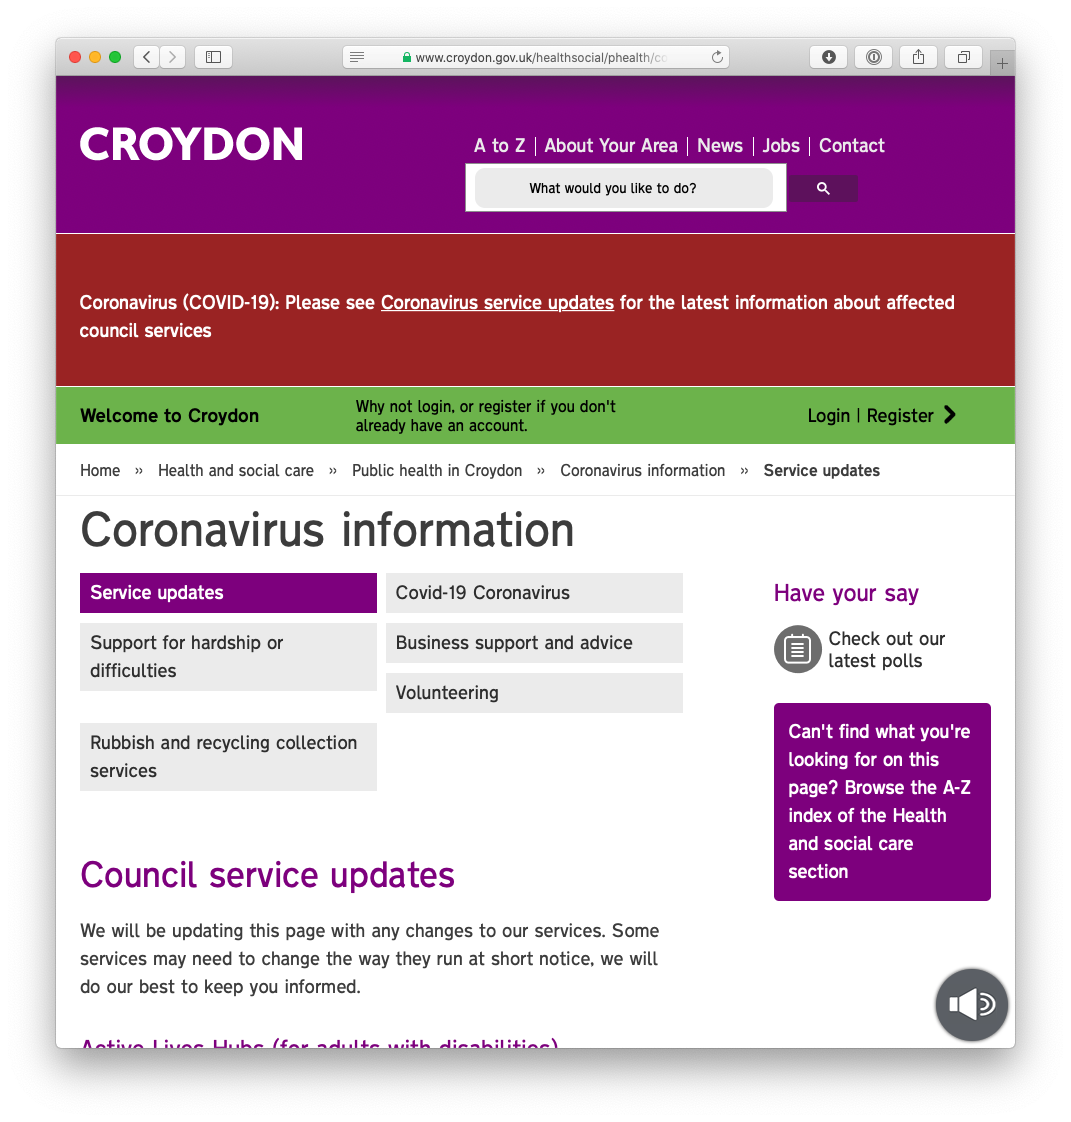 www.croydon.gov.uk/healthsocial/phealth/co
CROYDON
A to Z | About Your Area | News | Jobs | Contact
What would you like to do?
Coronavirus (COVID-19): Please see Coronavirus service updates for the latest information about affected
council services
Welcome to Croydon
Why not login, or register if you don't
already have an account.
Login | Register
Home » Health and social care » Public health in Croydon » Coronavirus information » Service updates
Coronavirus information
Service updates
Covid-19 Coronavirus
Support for hardship or
difficulties
Business support and advice
Volunteering
Rubbish and recycling collection
services
Have your say
Check out our
latest polls
Can't find what you're
looking for on this
page? Browse the A-Z
index of the Health
and social care
section
Council service updates
We will be updating this page with any changes to our services. Some
services may need to change the way they run at short notice, we will
do our best to keep you informed.
Active Lives Hubs (for adults with disabilities)